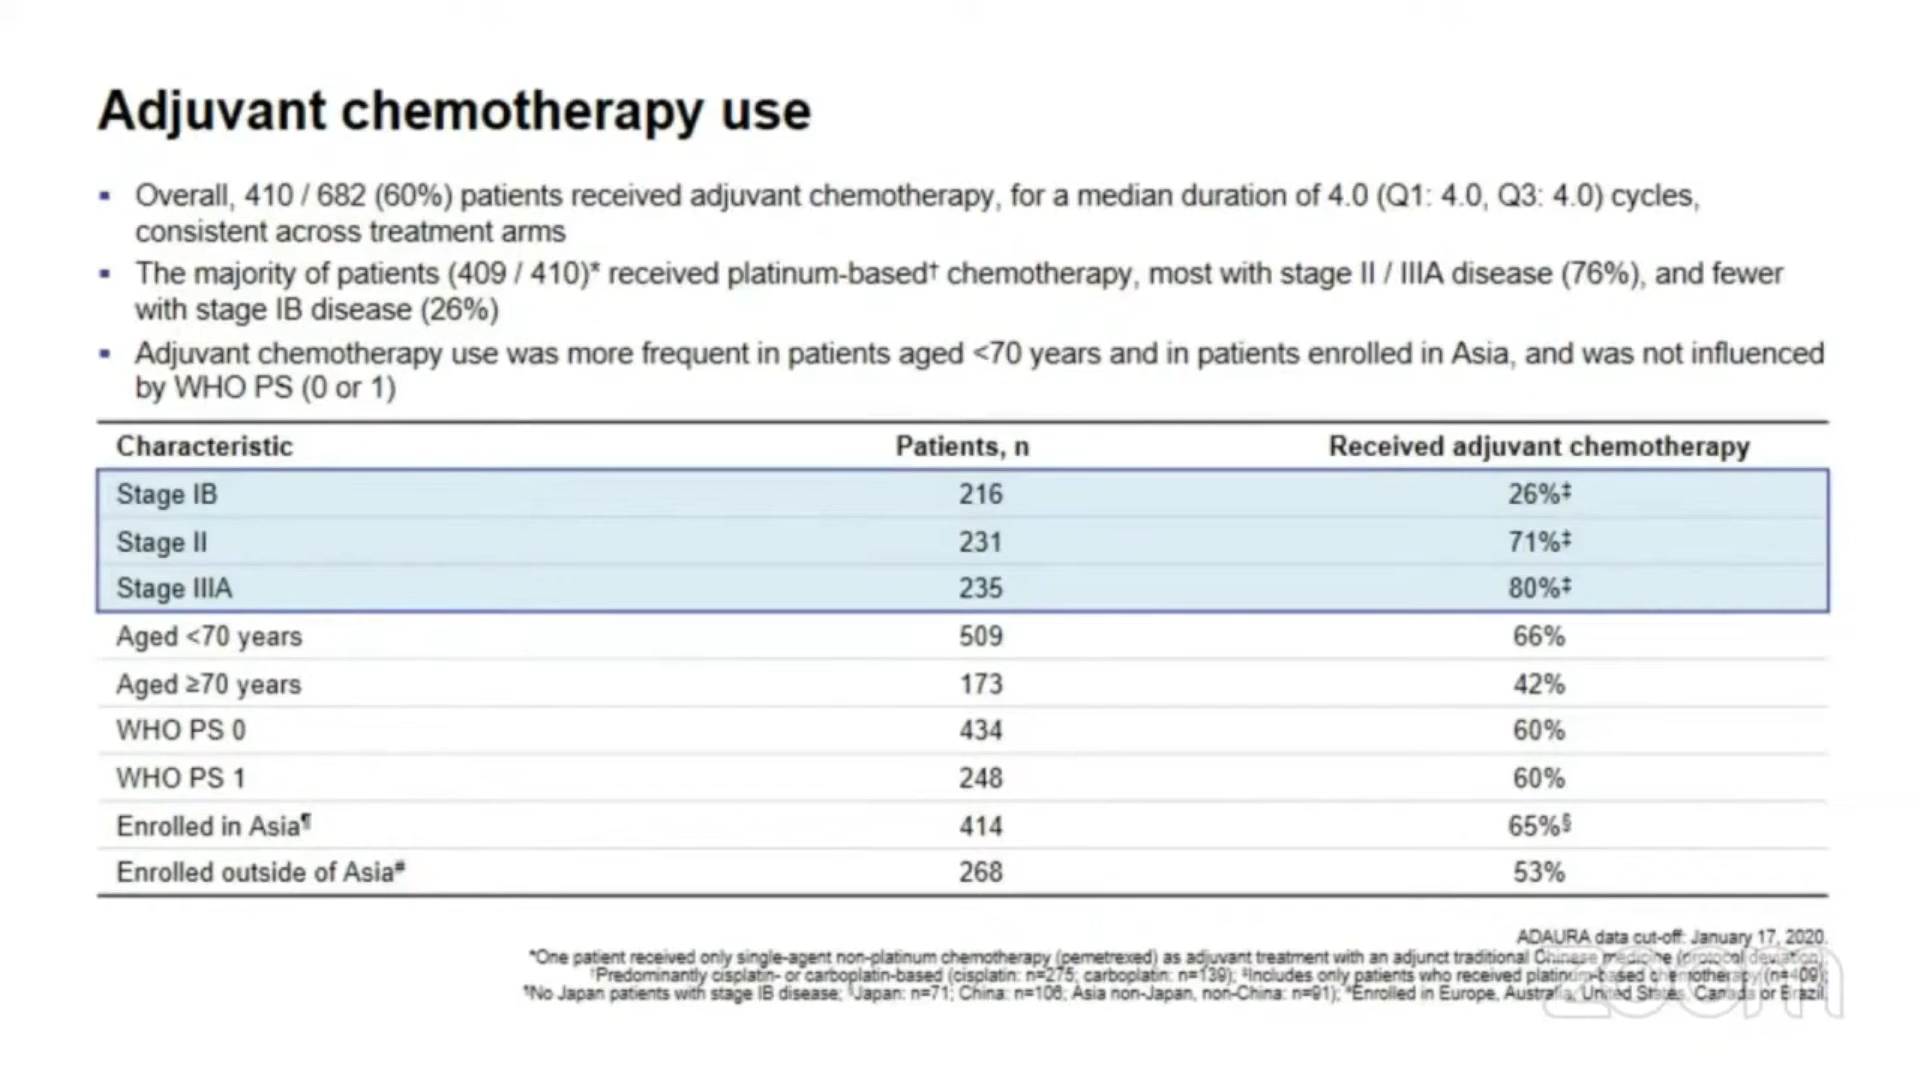 Adjuvant chemotherapy use
▪ Overall, 410 / 682 (60%) patients received adjuvant chemotherapy, for a median duration of 4.0 (Q1: 4.0, Q3: 4.0) cycles,
consistent across treatment arms
▪ The majority of patients (409 / 410)* received platinum-based† chemotherapy, most with stage II / IIIA disease (76%), and fewer
with stage IB disease (26%)
▪ Adjuvant chemotherapy use was more frequent in patients aged <70 years and in patients enrolled in Asia, and was not influenced
by WHO PS (0 or 1)
Characteristic Patients, n Received adjuvant chemotherapy
Stage IB 216 26%‡
Stage II 231 71%‡
Stage IIIA 235 80%‡
Aged <70 years 509 66%
Aged ≥70 years 173 42%
WHO PS 0 434 60%
WHO PS 1 248 60%
Enrolled in Asia¶ 414 65%§
Enrolled outside of Asia# 268 53%
ADAURA data cut-off: January 17, 2020.
*One patient received only single-agent non-platinum chemotherapy (pemetrexed) as adjuvant treatment with an adjunct traditional Chinese medicine (protocol deviation);
†Predominantly cisplatin- or carboplatin-based (cisplatin: n=275; carboplatin: n=139); ‡Includes only patients who received platinum-based chemotherapy (n=409);
¶No Japan patients with stage IB disease; §Japan: n=71; China: n=106; Asia non-Japan, non-China: n=91); #Enrolled in Europe, Australia, United States, Canada or Brazil.
zoom